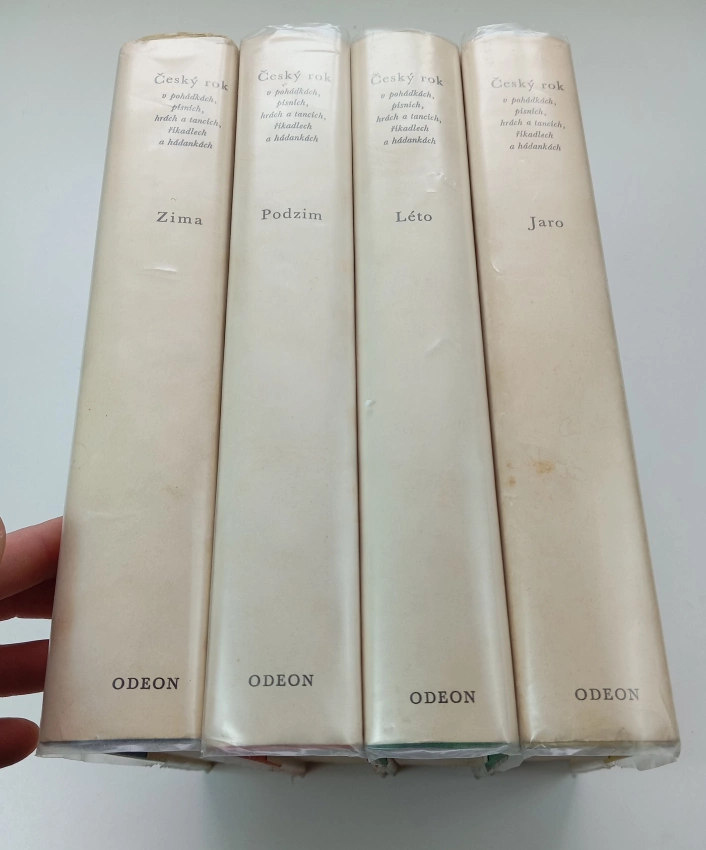 Český rok
v pohádkách,
písních,
hrách a tancích,
říkadlech
a hádankách
Zima
ODEON
Český rok
v pohádkách,
písních,
hrách a tancích,
říkadlech
a hádankách
Podzim
ODEON
Český rok
v pohádkách,
písních,
hrách a tancích,
říkadlech
a hádankách
Léto
ODEON
Český rok
v pohádkách,
písních,
hrách a tancích,
říkadlech
a hádankách
Jaro
ODEON